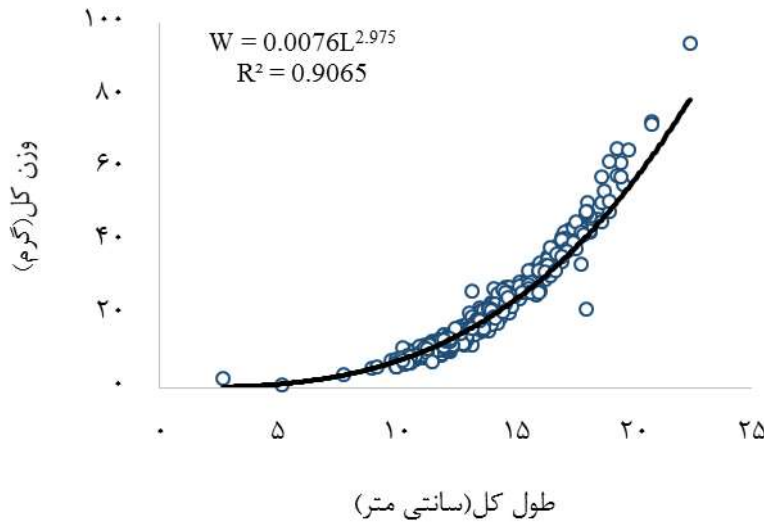 W = 0.0076L^2.975
R² = 0.9065
وزن کل(گرم)
۱۰۰
۸۰
۶۰
۴۰
۲۰
۰
۰ ۵ ۱۰ ۱۵ ۲۰ ۲۵
طول کل(سانتی متر)